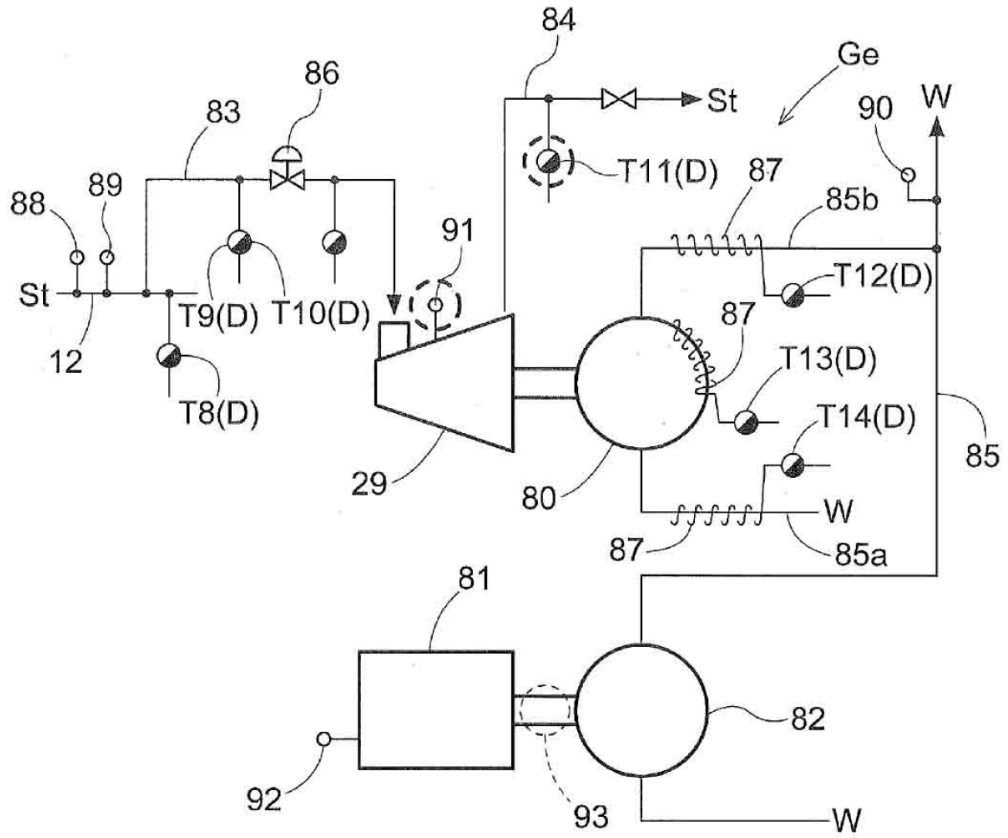 84
Ge
86
W
83
St
90
89
T11(D)
87
88
91
85b
St
T9(D)
T10(D)
T12(D)
12
87
T13(D)
T8(D)
T14(D)
85
29
80
W
87
85a
81
82
92
93
W